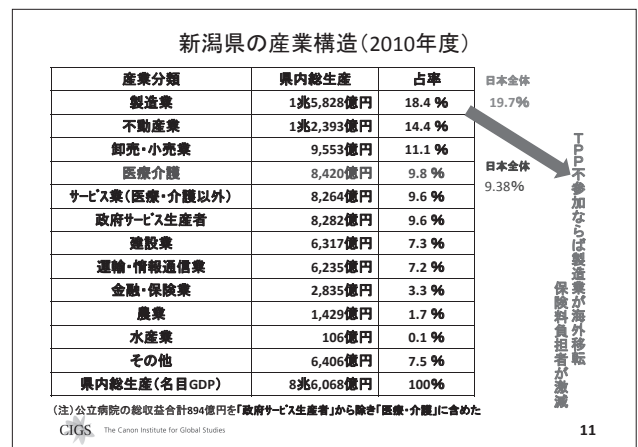 新潟県の産業構造（2010年度）
産業分類 県内総生産 占率 日本全体
製造業 1兆5,828億円 18.4 % 19.7%
不動産業 1兆2,393億円 14.4 %
卸売・小売業 9,553億円 11.1 % 日本全体
医療介護 8,420億円 9.8 % 9.38%
サービス業（医療・介護以外） 8,264億円 9.6 %
政府サービス生産者 8,282億円 9.6 %
建設業 6,317億円 7.3 %
運輸・情報通信業 6,235億円 7.2 %
金融・保険業 2,835億円 3.3 %
農業 1,429億円 1.7 %
水産業 106億円 0.1 %
その他 6,406億円 7.5 %
県内総生産（名目GDP） 8兆6,068億円 100%
TPP不参加ならば製造業が海外移転
保険料負担者が激減
（注）公立病院の総収益合計894億円を「政府サービス生産者」から除き「医療・介護」に含めた
CIGS The Canon Institute for Global Studies
11